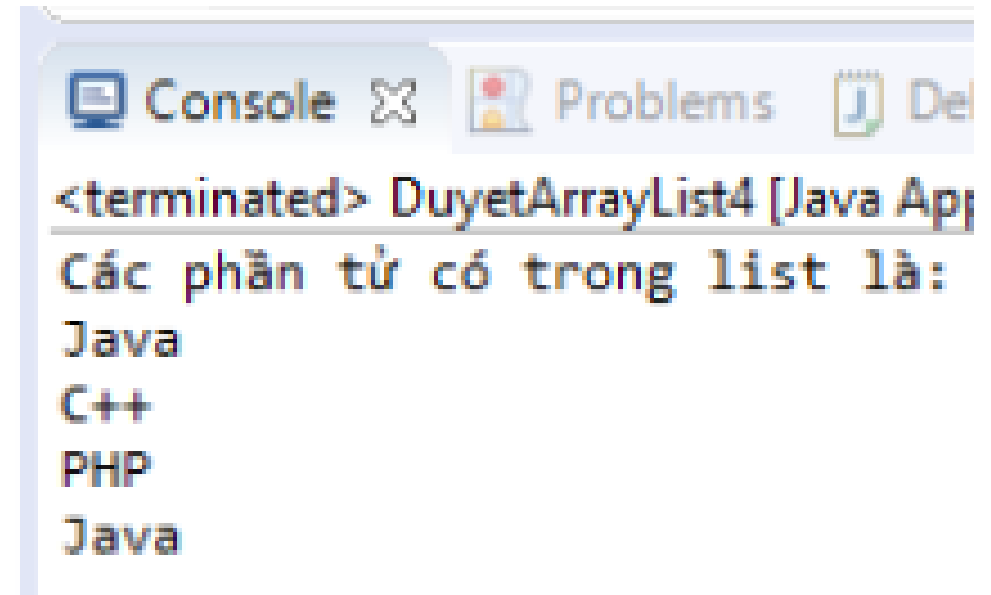 Console Problems
<terminated> DuyetArrayList4 [Java App
Các phần tử có trong list là:
Java
C++
PHP
Java